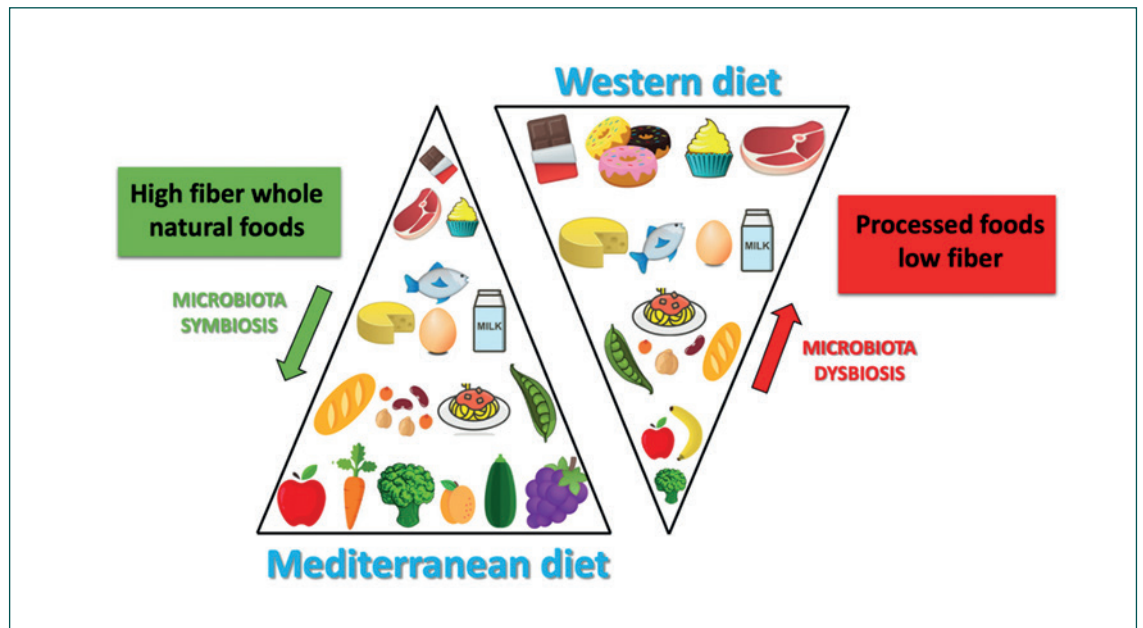 Western diet
High fiber whole
natural foods
MICROBIOTA
SYMBIOSIS
MILK
MILK
Processed foods
low fiber
MICROBIOTA
DYSBIOSIS
Mediterranean diet